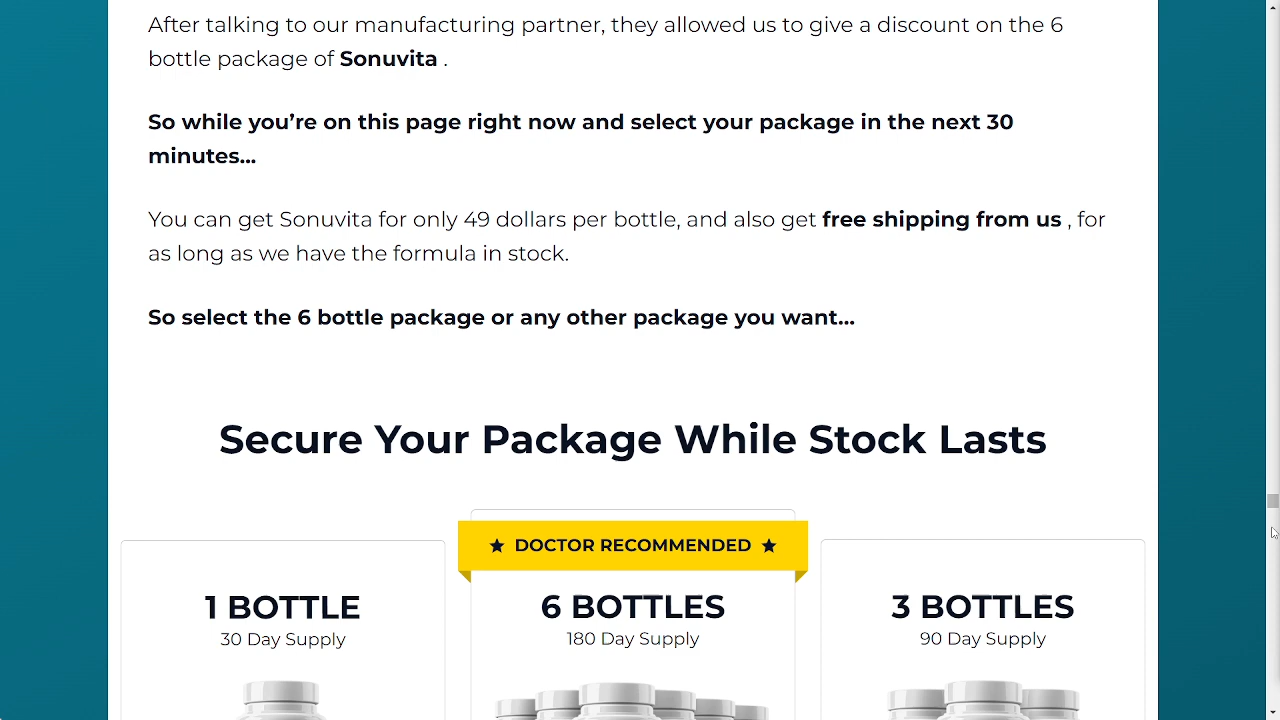 After talking to our manufacturing partner, they allowed us to give a discount on the 6
bottle package of Sonuvita .
So while you’re on this page right now and select your package in the next 30
minutes...
You can get Sonuvita for only 49 dollars per bottle, and also get free shipping from us , for
as long as we have the formula in stock.
So select the 6 bottle package or any other package you want...
Secure Your Package While Stock Lasts
★ DOCTOR RECOMMENDED ★
1 BOTTLE
30 Day Supply
6 BOTTLES
180 Day Supply
3 BOTTLES
90 Day Supply